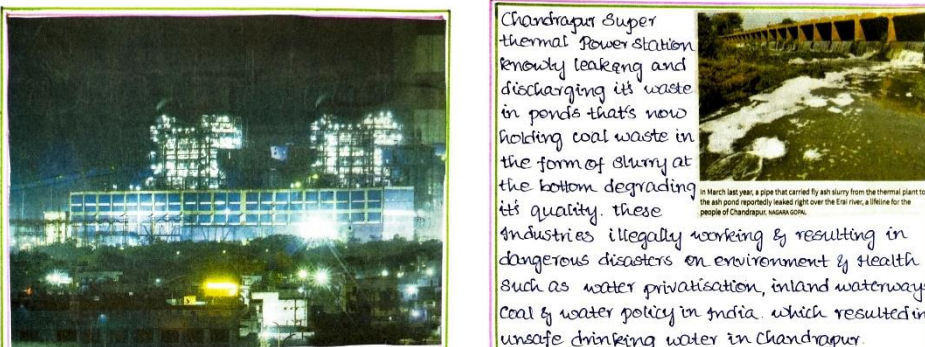 Chandrapur Super
thermal Power Station
knowly leakang and
discharging it's waste
in ponds that's now
holding coal waste in
the form of slurry at
the bottom degrading
it's quality. these
Industries illegally working & resulting in
dangerous disasters on environment & Health
such as water privatisation, inland waterways
Coal & water policy in India. which resulted in
unsafe drinking water in Chandrapur.
In March last year, a pipe that carried fly ash slurry from the thermal plant to
the ash pond reportedly leaked right over the Erai river, a lifeline for the
people of Chandrapur. NAGARA GOPAL